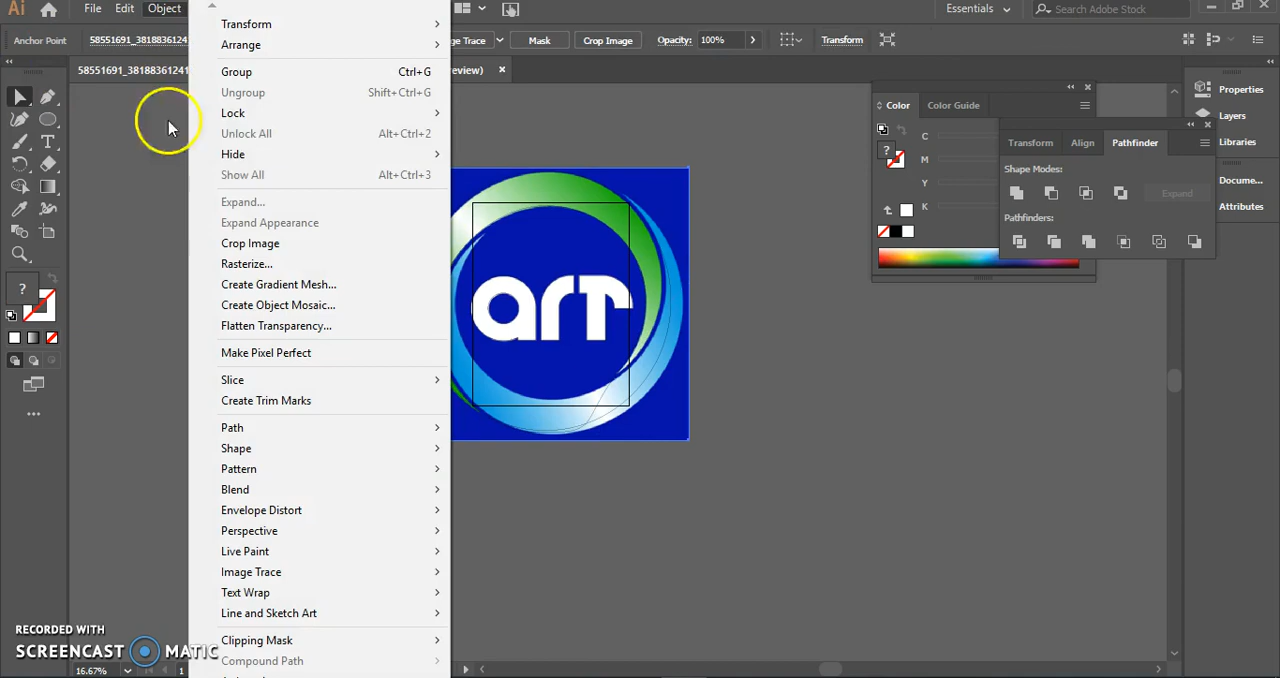 Ai File Edit Object Essentials Search Adobe Stock
Anchor Point 58551691_3818836124 ge Trace Mask Crop Image Opacity: 100% Transform
58551691_38188361241 eview)
Transform
Arrange
Group Ctrl+G
Ungroup Shift+Ctrl+G
Lock
Unlock All Alt+Ctrl+2
Hide
Show All Alt+Ctrl+3
Expand...
Expand Appearance
Crop Image
Rasterize...
Create Gradient Mesh...
Create Object Mosaic...
Flatten Transparency...
Make Pixel Perfect
Slice
Create Trim Marks
Path
Shape
Pattern
Blend
Envelope Distort
Perspective
Live Paint
Image Trace
Text Wrap
Line and Sketch Art
Clipping Mask
Compound Path
art
Color Color Guide
C
M
Y
K
?
Transform Align Pathfinder
Shape Modes:
Expand
Pathfinders:
Properties
Layers
Libraries
Docume...
Attributes
?
RECORDED WITH
SCREENCAST MATIC
16.67% 1